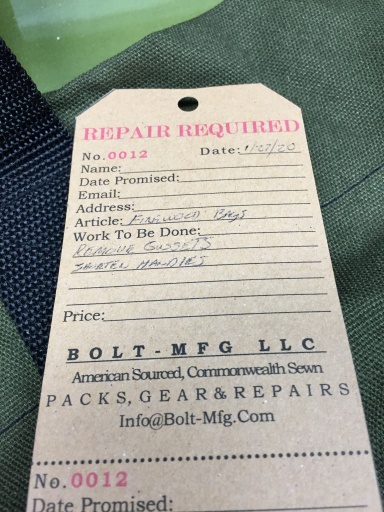 REPAIR REQUIRED
No.0012 Date: 1/27/20
Name:
Date Promised:
Email:
Address:
Article: FIREWOOD BAGS
Work To Be Done:
REMOVE GUSSETS
SHORTEN HANDLES
Price:
BOLT-MFG LLC
American Sourced, Commonwealth Sewn
PACKS, GEAR & REPAIRS
Info@Bolt-Mfg.Com
No.0012
Date Promised: